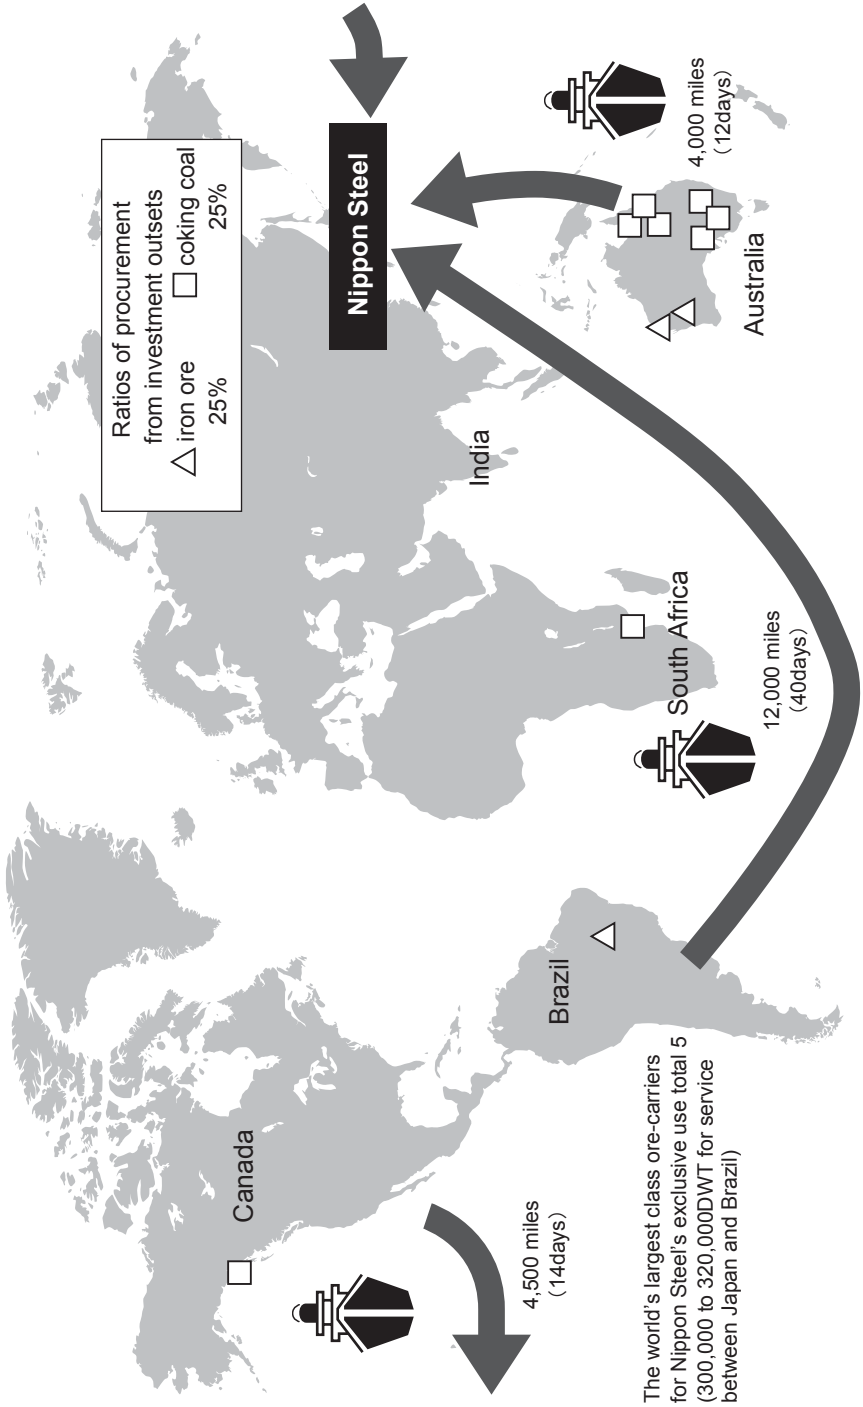 Ratios of procurement
from investment outsets
iron ore
coking coal
25%
25%
Nippon Steel
4,000 miles
（12days）
Australia
India
South Africa
12,000 miles
（40days）
Brazil
Canada
4,500 miles
（14days）
The world's largest class ore-carriers
for Nippon Steel's exclusive use total 5
(300,000 to 320,000DWT for service
between Japan and Brazil)